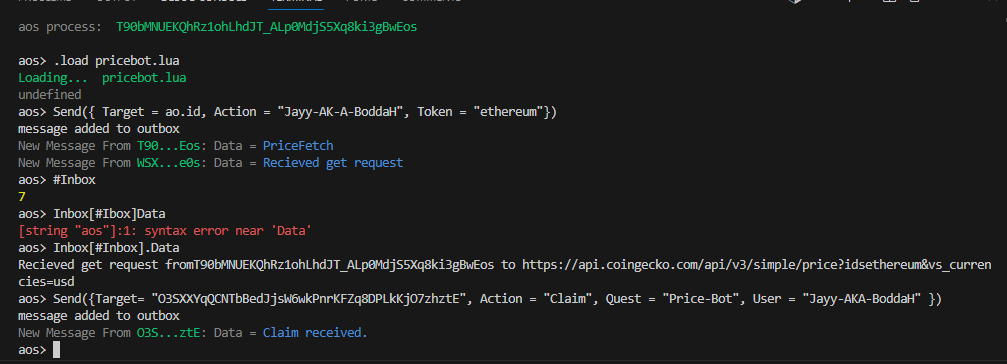 aos process:  T90bMNUEKQhRz1ohLhdJT_ALp0MdjS5Xq8ki3gBwEos
aos> .load pricebot.lua
Loading...  pricebot.lua
undefined
aos> Send({ Target = ao.id, Action = "Jayy-AK-A-BoddaH", Token = "ethereum"})
message added to outbox
New Message From T90...Eos: Data = PriceFetch
New Message From WSX...e0s: Data = Recieved get request
aos> #Inbox
7
aos> Inbox[#Ibox]Data
[string "aos"]:1: syntax error near 'Data'
aos> Inbox[#Inbox].Data
Recieved get request fromT90bMNUEKQhRz1ohLhdJT_ALp0MdjS5Xq8ki3gBwEos to https://api.coingecko.com/api/v3/simple/price?idsethereum&vs_curren
cies=usd
aos> Send({Target= "O3SXXYqQCNTbBedJjsW6wkPnrKFZq8DPLkKjO7zhztE", Action = "Claim", Quest = "Price-Bot", User = "Jayy-AKA-BoddaH" })
message added to outbox
New Message From O3S...ztE: Data = Claim received.
aos>